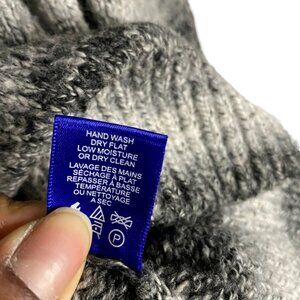 HAND WASH
DRY FLAT
LOW MOISTURE
OR DRY CLEAN
LAVAGE DES MAINS
SÉCHAGE À PLAT
REPASSER À BASSE
TEMPÉRATURE
OU NETTOYAGE
A SEC
P